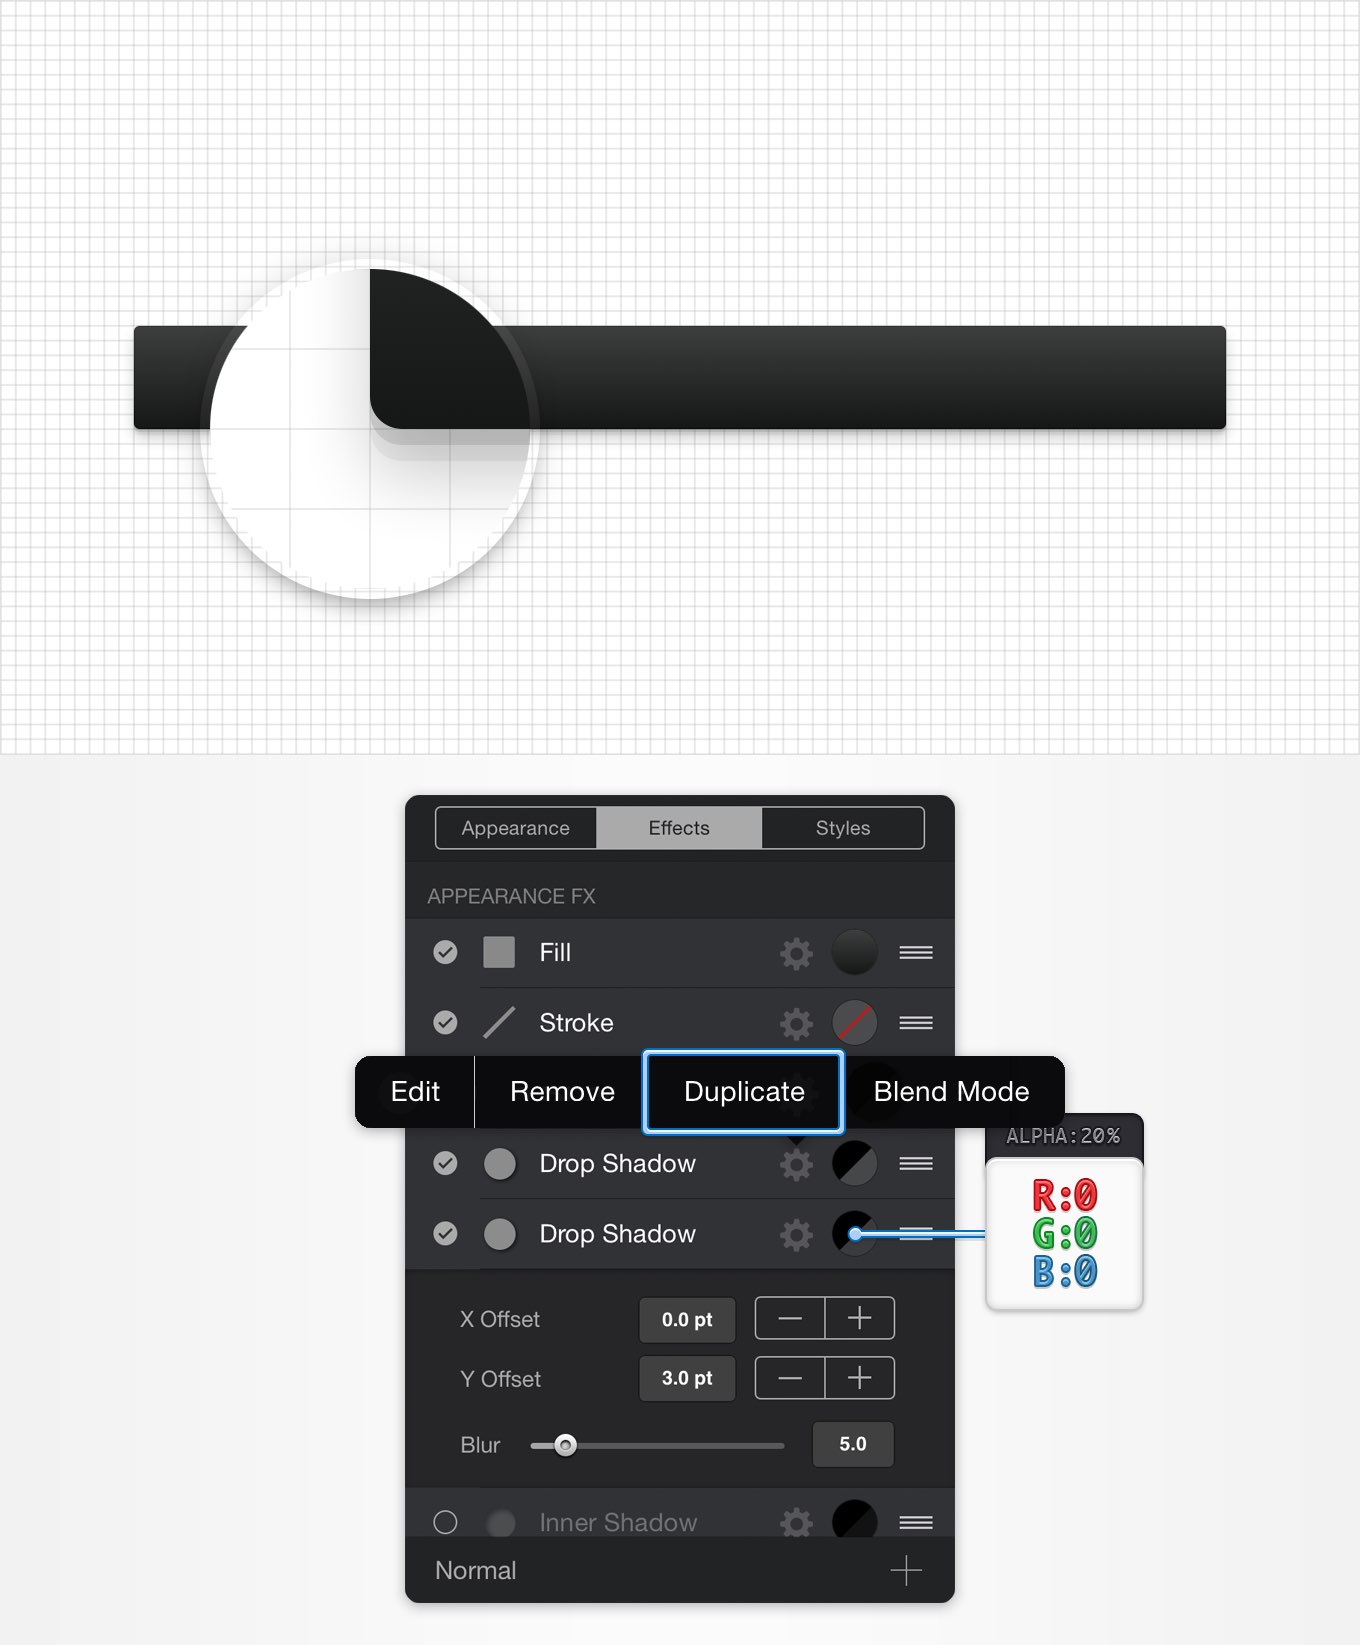 Appearance Effects Styles
APPEARANCE FX
Fill
Stroke
Edit Remove Duplicate Blend Mode
ALPHA:20%
Drop Shadow
R:0
Drop Shadow
G:0
B:0
X Offset 0.0 pt
Y Offset 3.0 pt
Blur 5.0
Inner Shadow
Normal